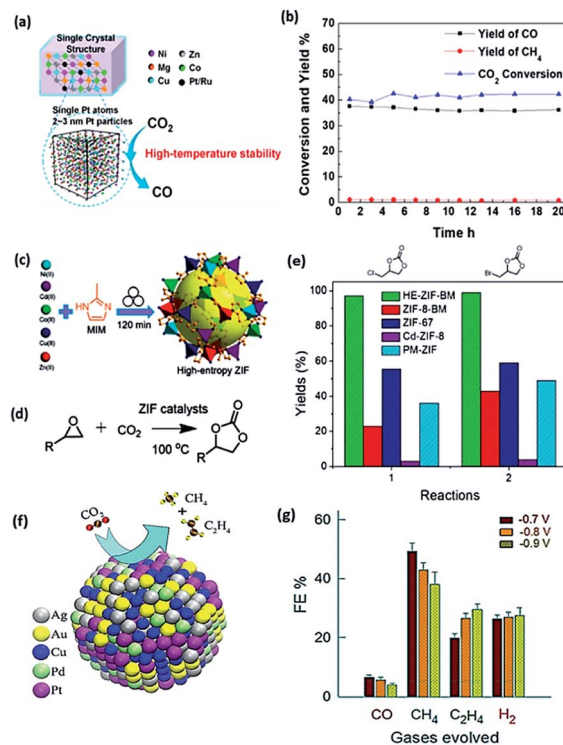 (a)
Single Crystal
Structure
Ni
Zn
Mg
Co
Cu
Pt/Ru
Single Pt atoms
2~3 nm Pt particles
CO2
High-temperature stability
CO
(b)
Conversion and Yield %
80
70
60
50
40
30
20
10
0
Yield of CO
Yield of CH4
CO2 Conversion
0 4 8 12 16 20
Time h
(c)
Ni(II)
Cd(II)
Co(II)
Cu(II)
Zn(II)
HN
N
MIM
120 min
High-entropy ZIF
(d)
R
O
+ CO2
ZIF catalysts
100 °C
O
O
O
R
(e)
O
O
O
Cl
O
O
O
Br
HE-ZIF-BM
ZIF-8-BM
ZIF-67
Cd-ZIF-8
PM-ZIF
Yields (%)
100
80
60
40
20
0
1 2
Reactions
(f)
CO2
CH4
+
C2H4
Ag
Au
Cu
Pd
Pt
(g)
-0.7 V
-0.8 V
-0.9 V
FE %
60
40
20
0
CO CH4 C2H4 H2
Gases evolved